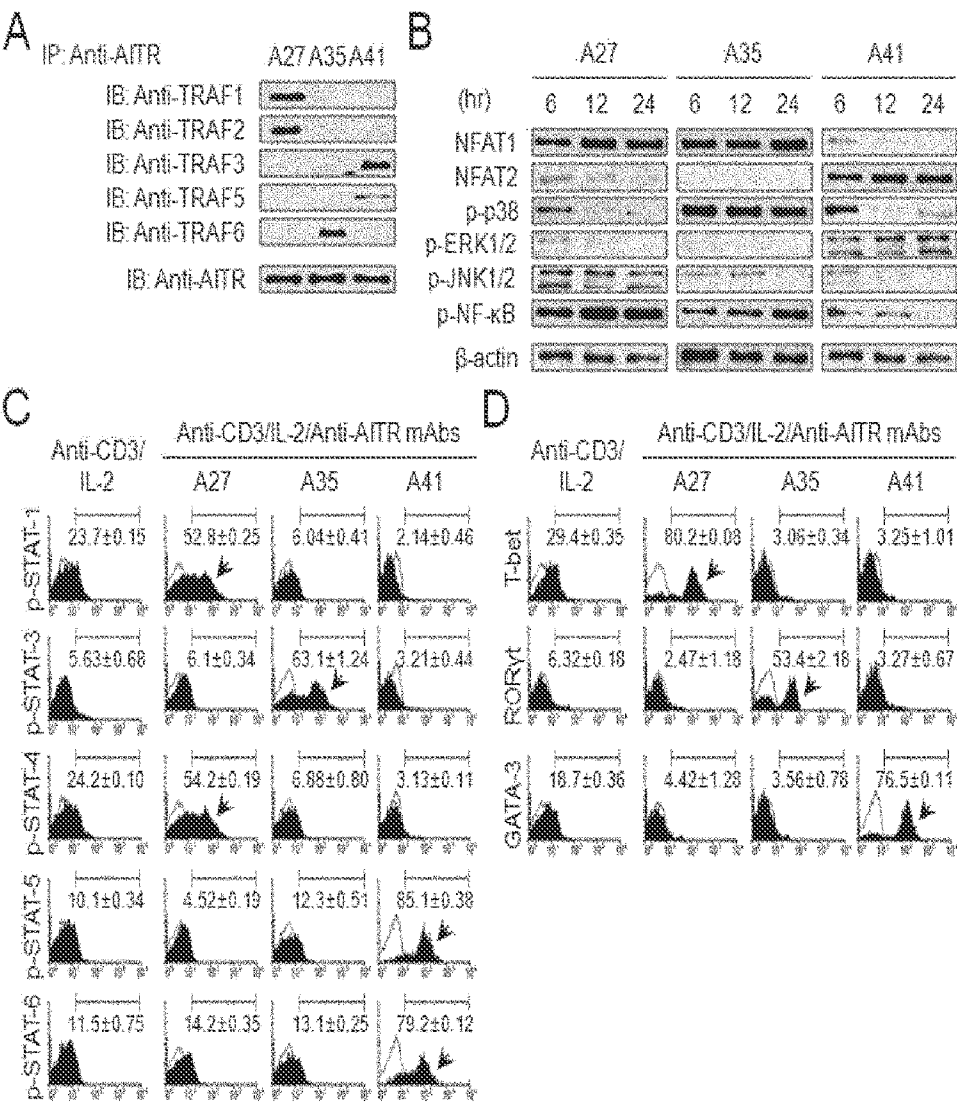 A
IP: Anti-AITR A27 A35 A41
IB: Anti-TRAF1
IB: Anti-TRAF2
IB: Anti-TRAF3
IB: Anti-TRAF5
IB: Anti-TRAF6
IB: Anti-AITR
B
A27 A35 A41
(hr) 6 12 24 6 12 24 6 12 24
NFAT1
NFAT2
p-p38
p-ERK1/2
p-JNK1/2
p-NF-κB
β-actin
C
Anti-CD3/IL-2/Anti-AITR mAbs
Anti-CD3/
IL-2 A27 A35 A41
p-STAT-1 23.7±0.15 52.8±0.25 6.04±0.41 2.14±0.46
p-STAT-3 5.63±0.68 6.1±0.34 63.1±1.24 3.21±0.44
p-STAT-4 24.2±0.10 54.2±0.19 6.88±0.80 3.13±0.11
p-STAT-5 10.1±0.34 4.52±0.19 12.3±0.51 85.1±0.38
p-STAT-6 11.5±0.75 14.2±0.35 13.1±0.25 79.2±0.12
D
Anti-CD3/IL-2/Anti-AITR mAbs
Anti-CD3/
IL-2 A27 A35 A41
T-bet 29.4±0.35 80.2±0.08 3.06±0.34 3.25±1.01
RORγt 6.32±0.18 2.47±1.18 53.4±2.18 3.27±0.67
GATA-3 18.7±0.36 4.42±1.28 3.56±0.78 76.5±0.11